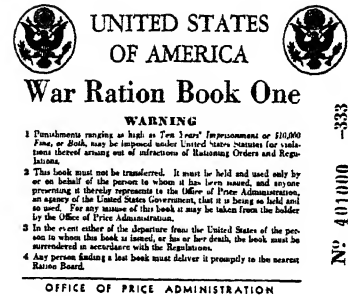 UNITED STATES
OF AMERICA
War Ration Book One
WARNING
1 Punishments ranging as high as Ten Years' Imprisonment or $10,000
Fine, or Both, may be imposed under United States Statutes for viola-
tions thereof arising out of infractions of Rationing Orders and Regu-
lations.
2 This book must not be transferred. It must be held and used only by
or on behalf of the person to whom it has been issued, and anyone
presenting it thereby represents to the Office of Price Administration,
an agency of the United States Government, that it is being so held and
so used. For any misuse of this book it may be taken from the holder
by the Office of Price Administration.
3 In the event either of the departure from the United States of the per-
son to whom this book is issued, or his or her death, the book must be
surrendered in accordance with the Regulations.
4 Any person finding a lost book must deliver it promptly to the nearest
Ration Board.
OFFICE OF PRICE ADMINISTRATION
Nº 401000 -333